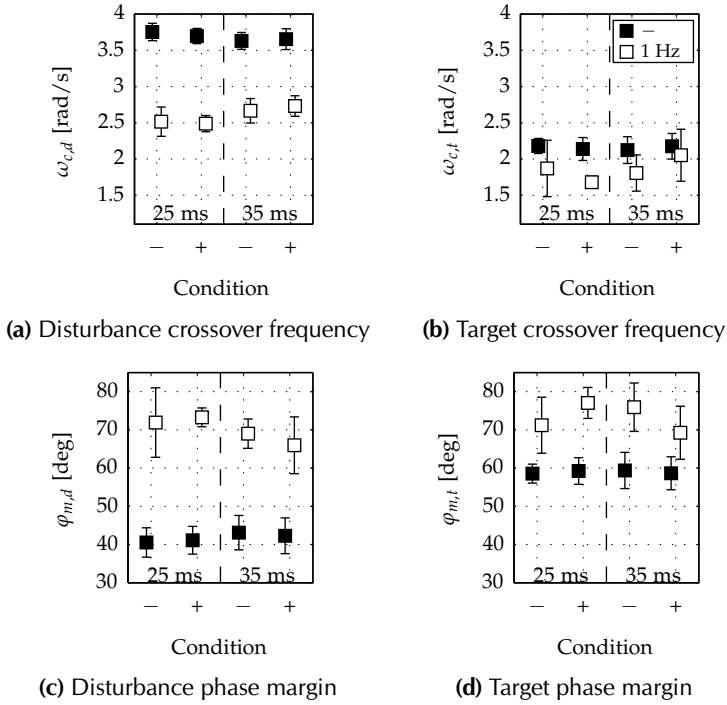 4
3.5
3
2.5
2
1.5
ω_{c,d} [rad/s]
25 ms 35 ms
− + − +
Condition
(a) Disturbance crossover frequency
4
3.5
3
2.5
2
1.5
ω_{c,t} [rad/s]
−
1 Hz
25 ms 35 ms
− + − +
Condition
(b) Target crossover frequency
80
70
60
50
40
30
φ_{m,d} [deg]
25 ms 35 ms
− + − +
Condition
(c) Disturbance phase margin
80
70
60
50
40
30
φ_{m,t} [deg]
25 ms 35 ms
− + − +
Condition
(d) Target phase margin